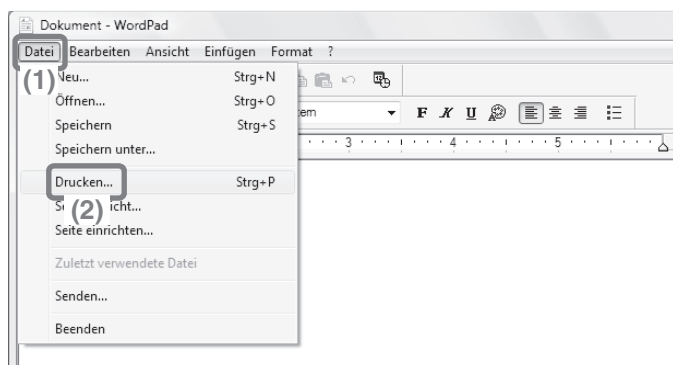 Dokument - WordPad
Datei Bearbeiten Ansicht Einfügen Format ?
(1) Neu... Strg+N
Öffnen... Strg+O
F K U
Speichern Strg+S
3 4 5
Speichern unter...
Drucken... Strg+P
(2)
Seite einrichten...
Zuletzt verwendete Datei
Senden...
Beenden